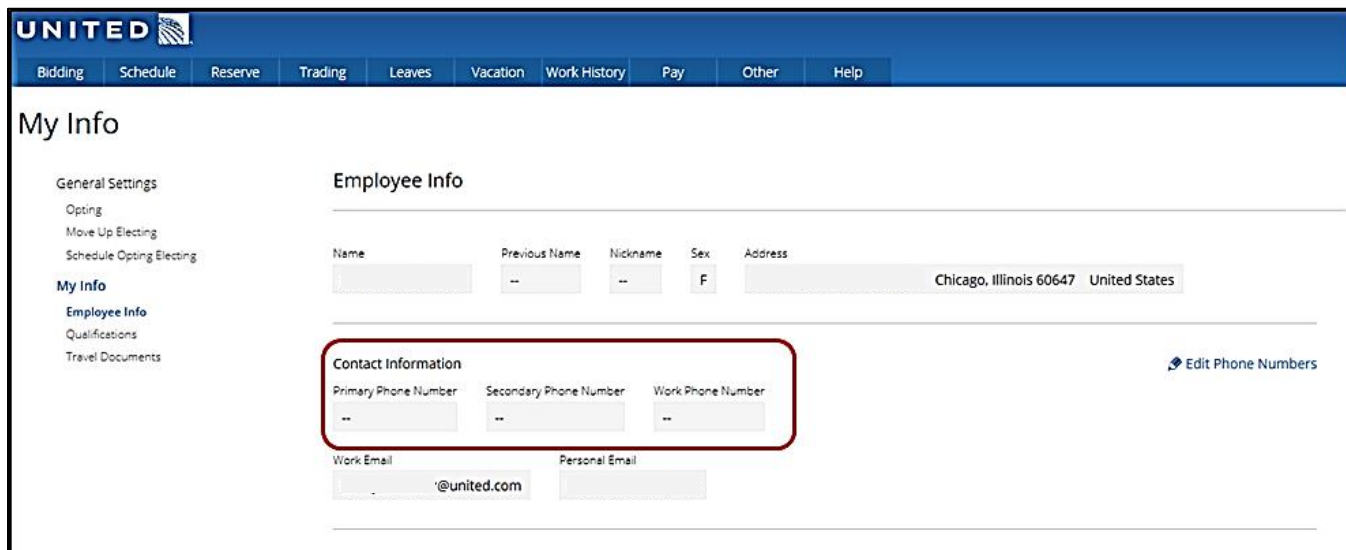 UNITED
Bidding Schedule Reserve Trading Leaves Vacation Work History Pay Other Help
My Info
General Settings
Opting
Move Up Electing
Schedule Opting Electing
My Info
Employee Info
Qualifications
Travel Documents
Employee Info
Name Previous Name Nickname Sex Address
-- -- F Chicago, Illinois 60647 United States
Contact Information
Edit Phone Numbers
Primary Phone Number Secondary Phone Number Work Phone Number
-- -- --
Work Email Personal Email
@united.com